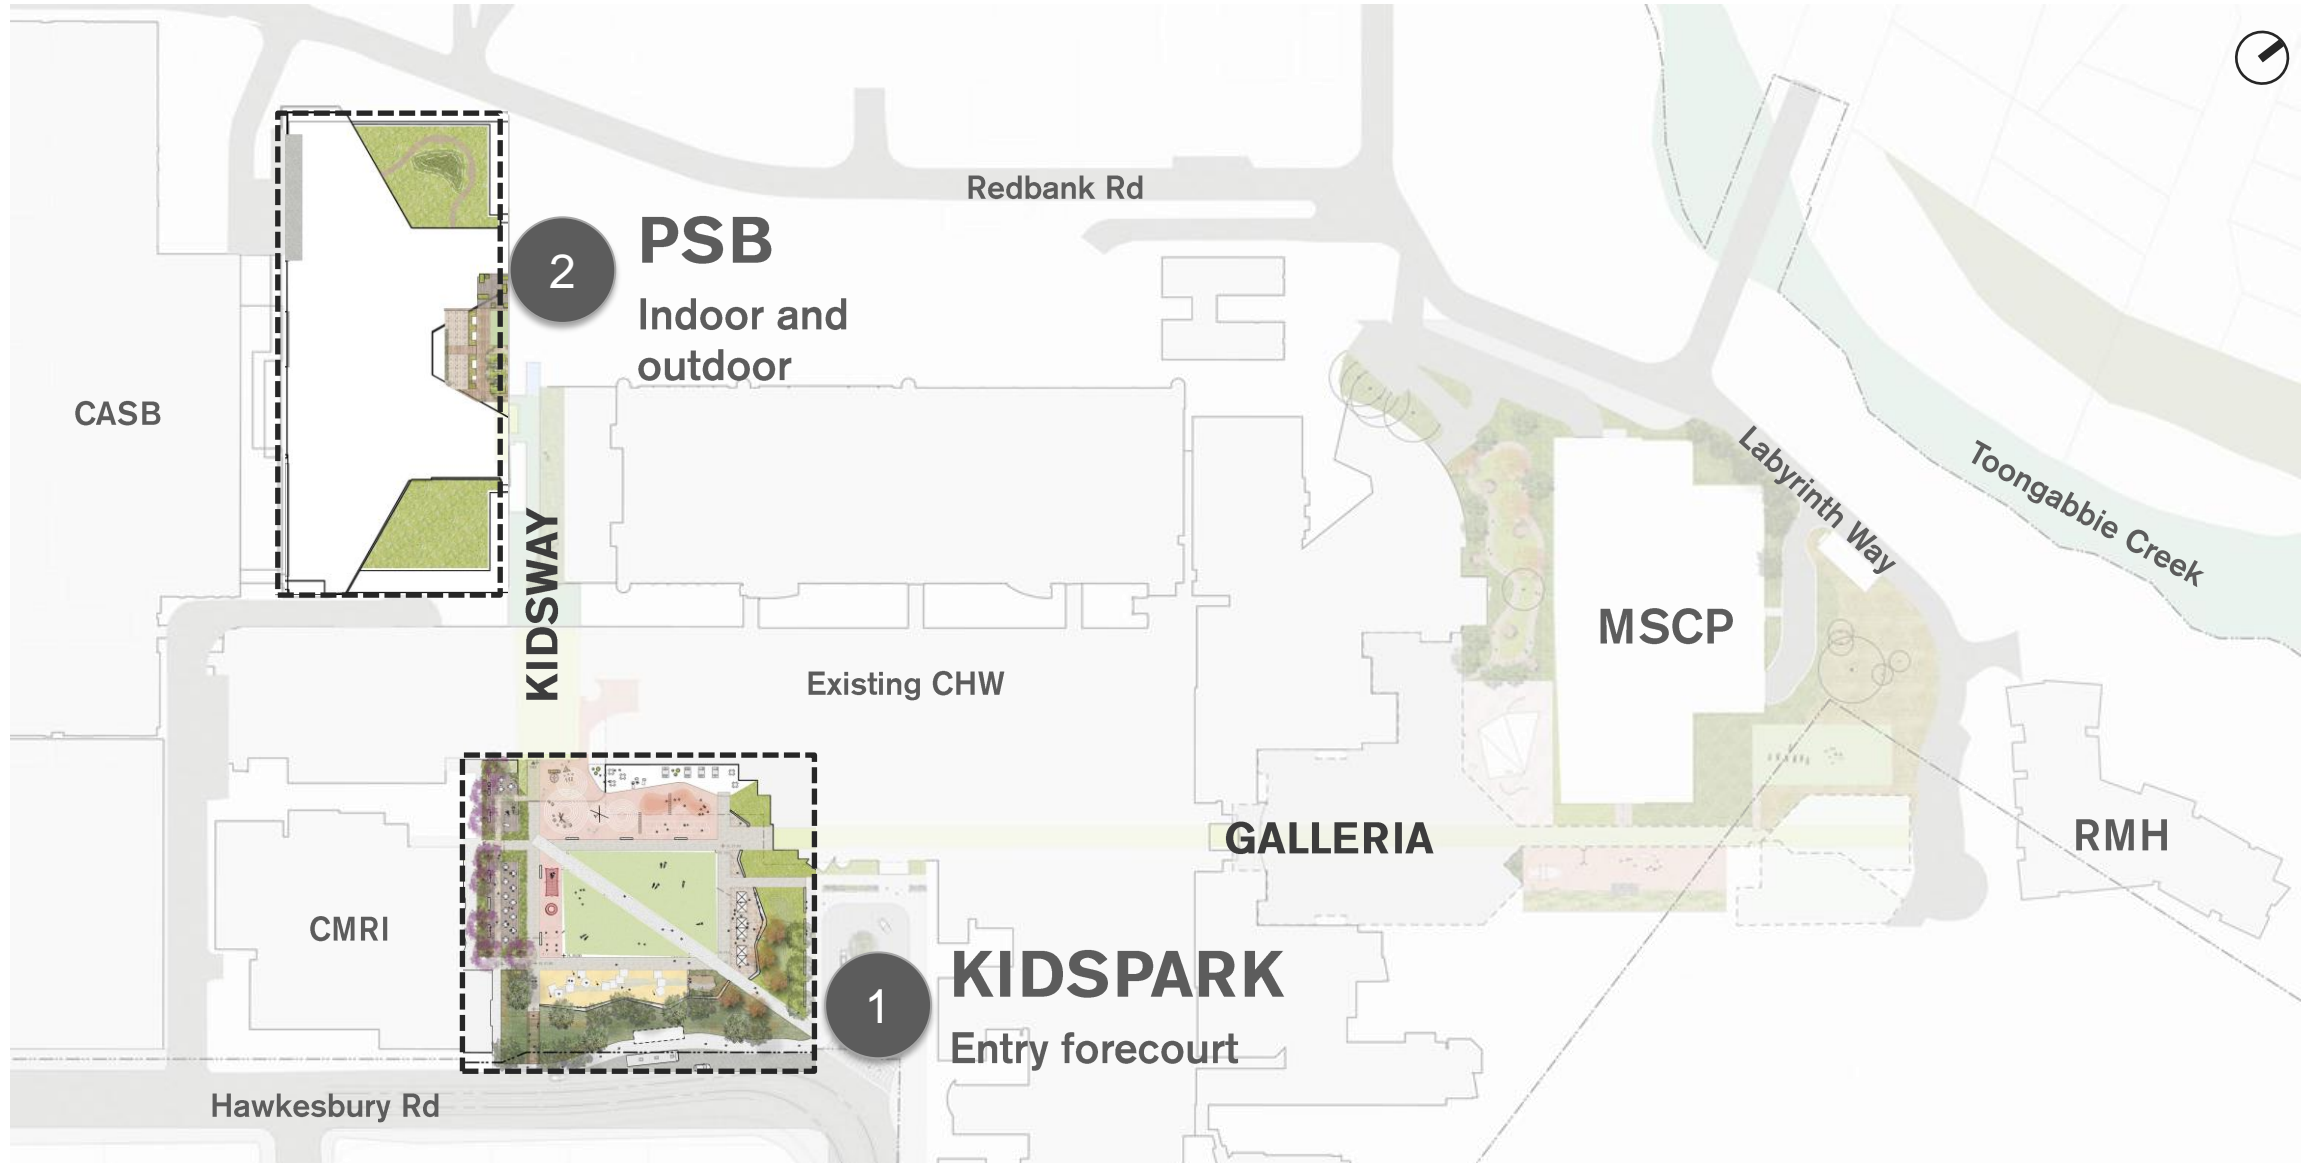 Redbank Rd
2
PSB
Indoor and
outdoor
CASB
KIDSWAY
Labyrinth Way
Toongabbie Creek
MSCP
Existing CHW
GALLERIA
RMH
CMRI
1
KIDSPARK
Entry forecourt
Hawkesbury Rd